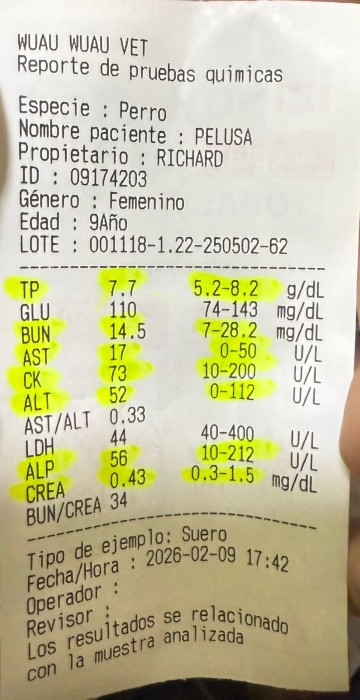 WUAU WUAU VET
Reporte de pruebas quimicas
Especie : Perro
Nombre paciente : PELUSA
Propietario : RICHARD
ID : 09174203
Género : Femenino
Edad : 9Año
LOTE : 001118-1.22-250502-62
TP 7.7 5.2-8.2 g/dL
GLU 110 74-143 mg/dL
BUN 14.5 7-28.2 mg/dL
AST 17 0-50 U/L
CK 73 10-200 U/L
ALT 52 0-112 U/L
AST/ALT 0.33
LDH 44 40-400 U/L
ALP 56 10-212 U/L
CREA 0.43 0.3-1.5 mg/dL
BUN/CREA 34
Tipo de ejemplo: Suero
Fecha/Hora : 2026-02-09 17:42
Operador :
Revisor :
Los resultados se relacionado
con la muestra analizada